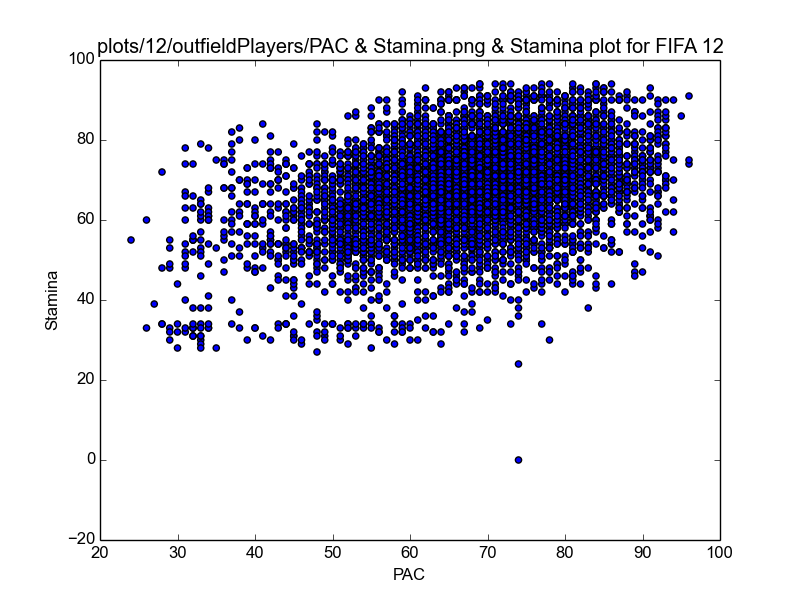 plots/12/outfieldPlayers/PAC & Stamina.png & Stamina plot for FIFA 12
100
80
60
40
20
0
−20
Stamina
20 30 40 50 60 70 80 90 100
PAC